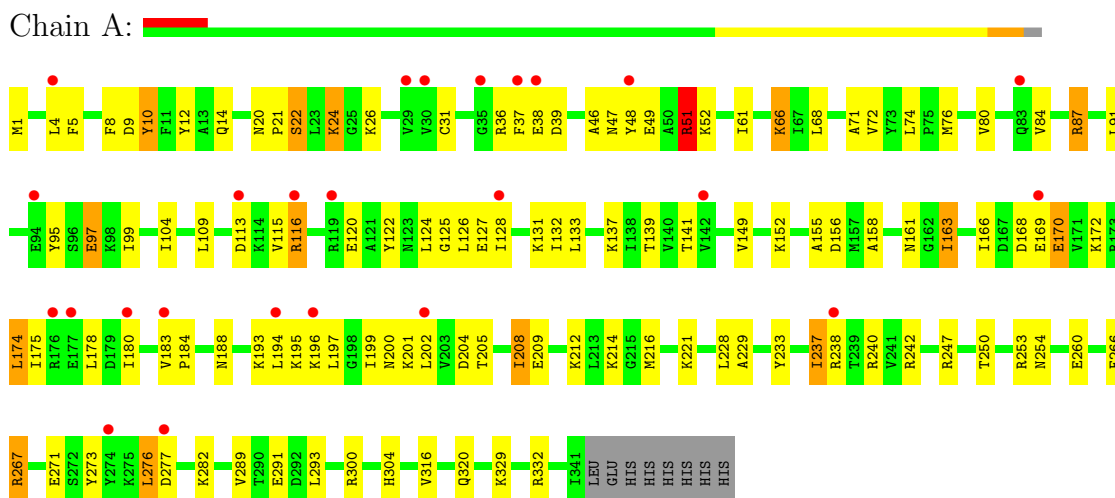 Chain A:
M1 L4 F5 F8 D9 Y10 F11 Y12 A13 Q14 N20 P21 S22 L23 K24 G25 K26 V29 V30 C31 G35 R36 F37 E38 D39 A46 N47 Y48 E49 A50 R51 K52 I61 K66 I67 L68 A71 V72 Y73 L74 P75 M76 V80 Q83 V84 R87 L91
E94 Y95 S96 E97 K98 I99 I104 L109 D113 K114 V115 R116 R119 E120 A121 Y122 N123 L124 G125 L126 E127 I128 K131 I132 L133 K137 I138 T139 V140 T141 V142 V149 K152 A155 D156 M157 A158 N161 G162 I163 I166 D167 D168 E169 E170 V171 K172 R173
L174 I175 R176 E177 L178 D179 I180 V183 P184 N188 K193 L194 K195 K196 L197 G198 I199 N200 K201 L202 V203 D204 T205 I208 E209 K212 L213 K214 G215 M216 K221 L228 A229 Y233 I237 R238 T239 R240 V241 R242 R247 T250 R253 N254 E260
R267 E271 S272 Y273 Y274 K275 L276 D277 K282 V289 T290 E291 D292 L293 R300 H304 V316 Q320 K329 R332 I341 LEU GLU HIS HIS HIS HIS HIS HIS